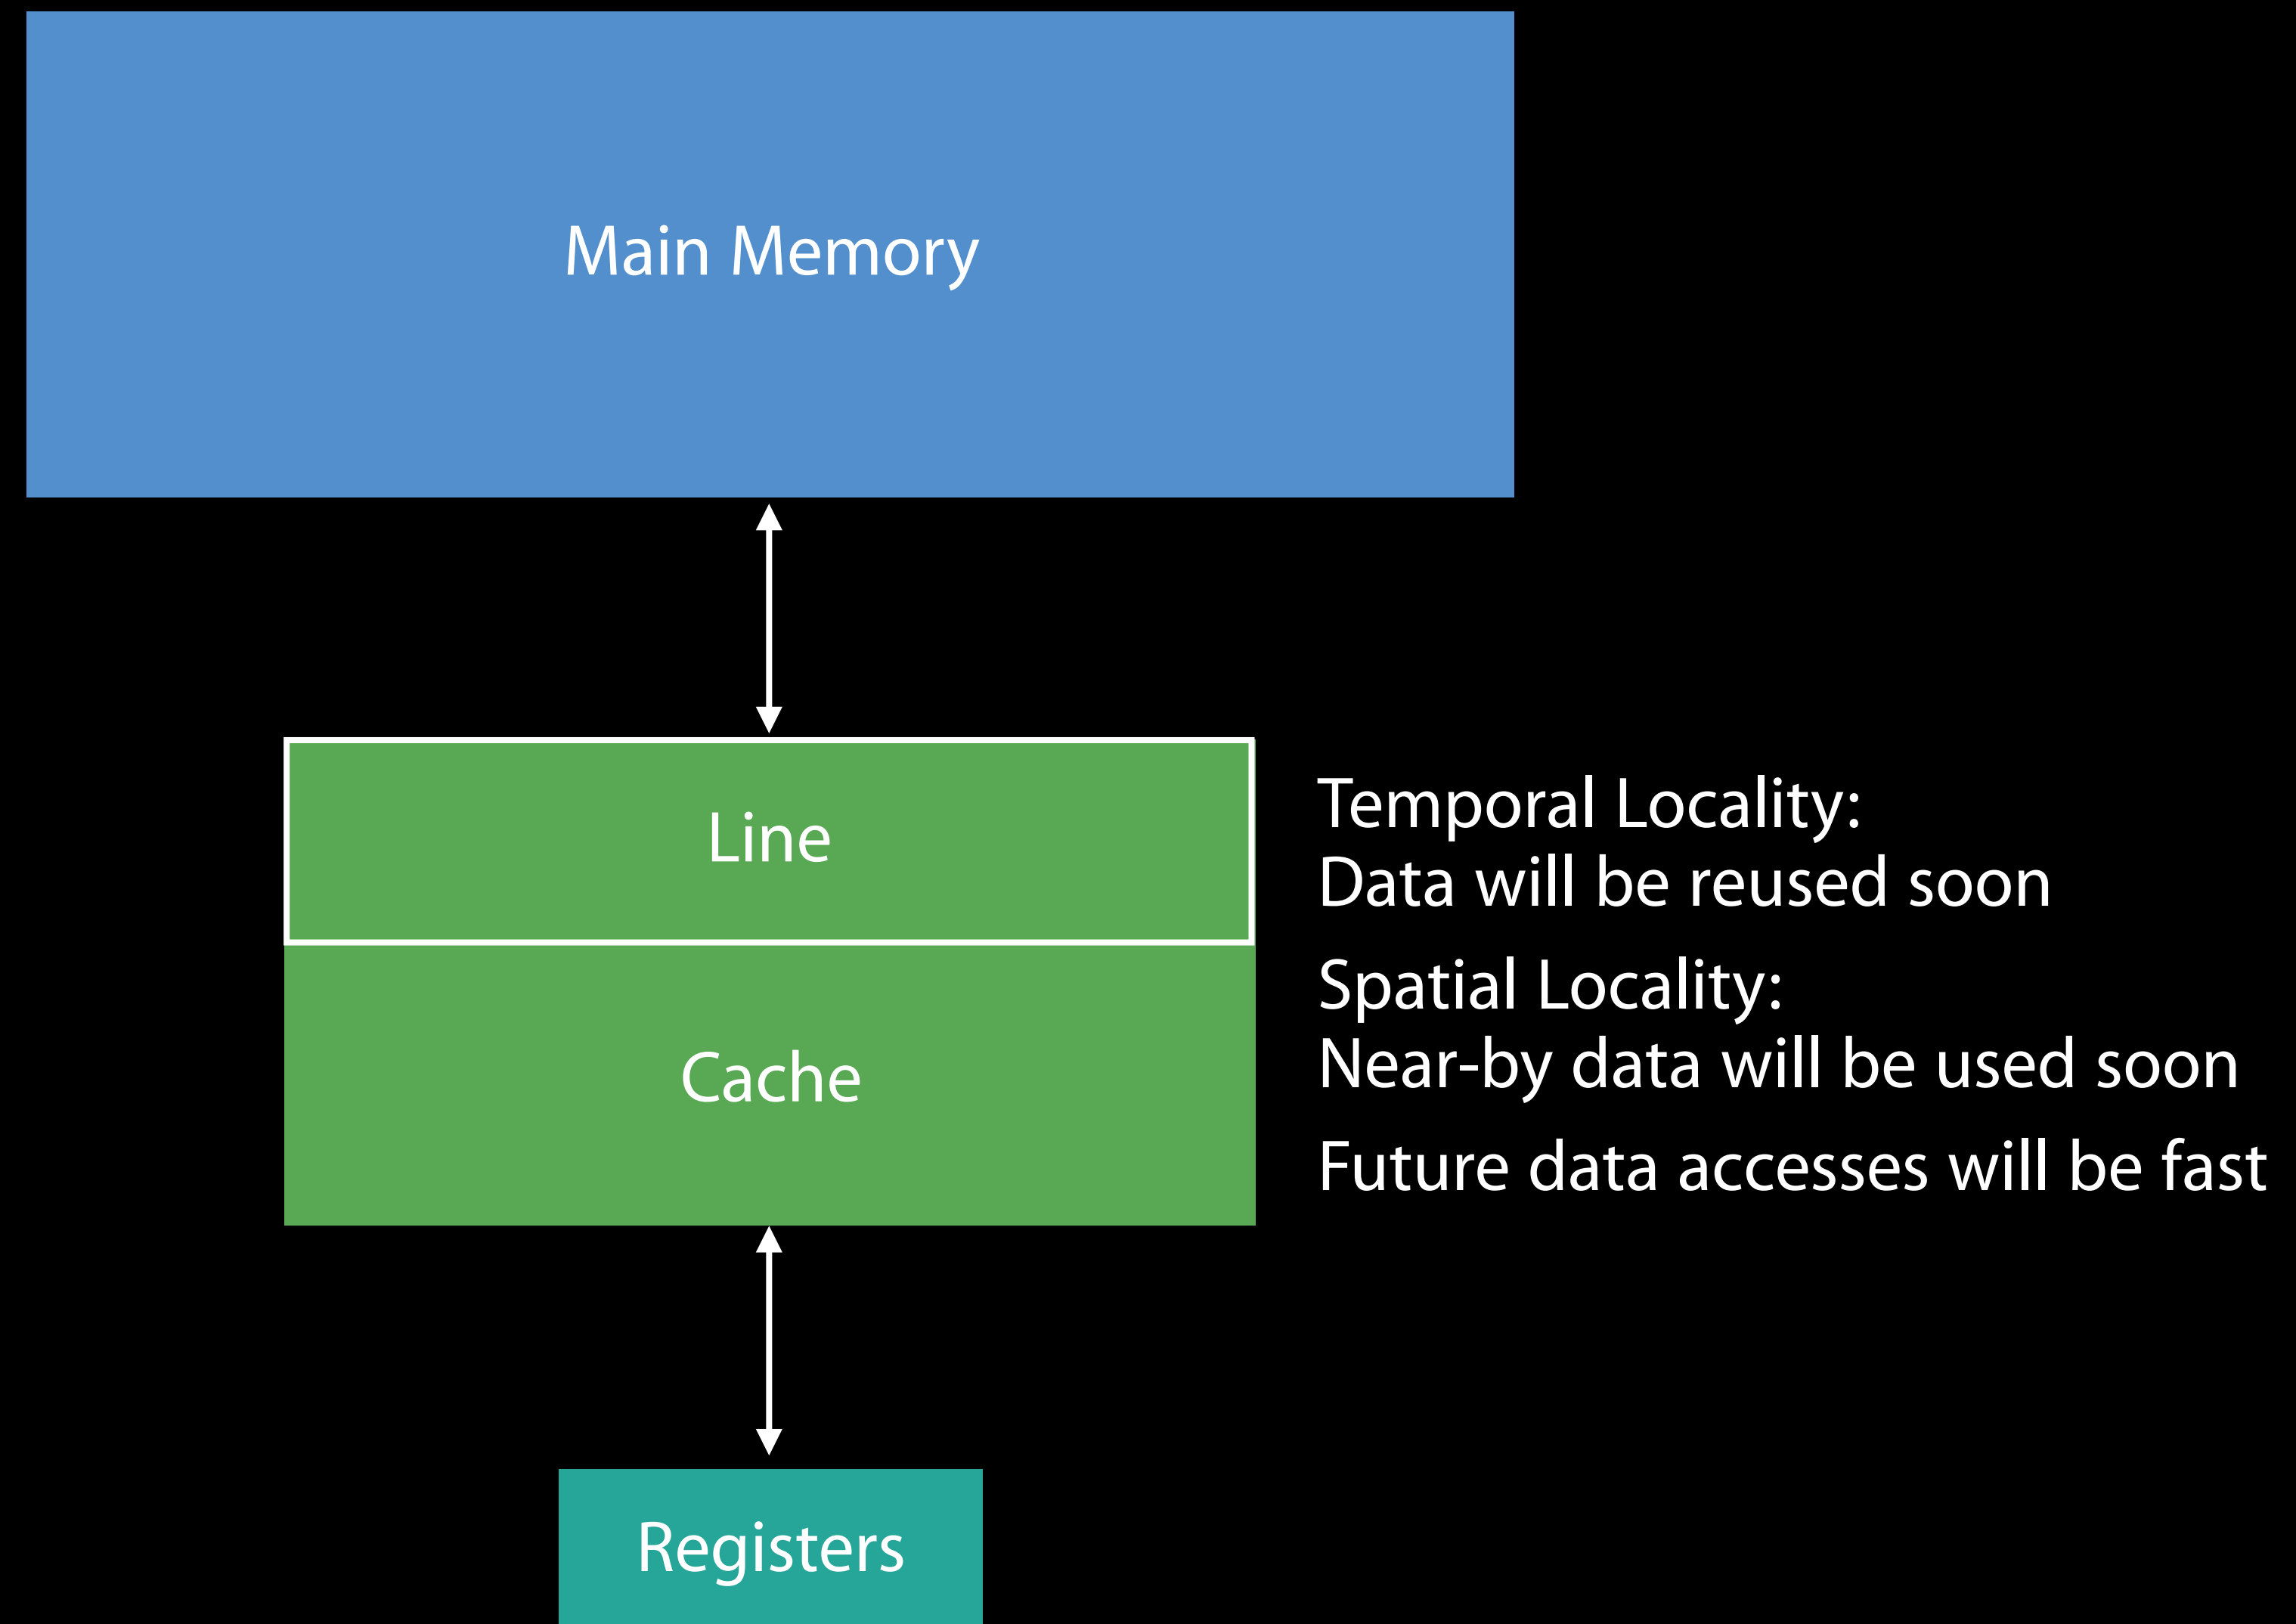 Main Memory
Line
Cache
Temporal Locality:
Data will be reused soon
Spatial Locality:
Near-by data will be used soon
Future data accesses will be fast
Registers